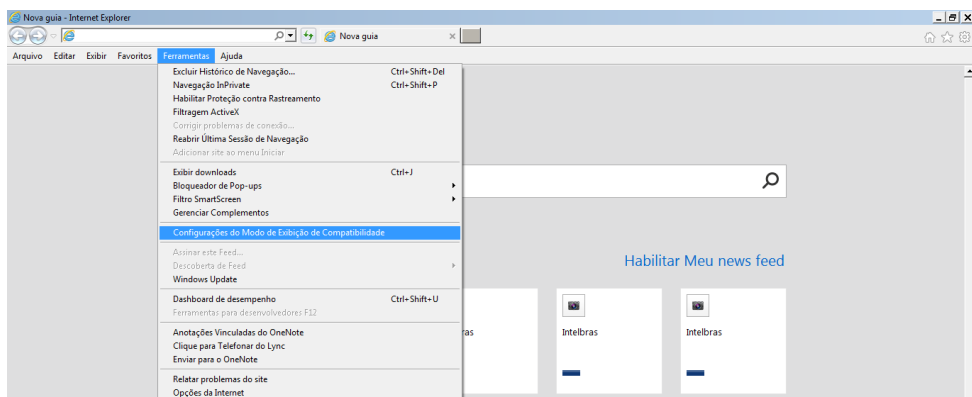 Nova guia - Internet Explorer
Nova guia
Arquivo Editar Exibir Favoritos Ferramentas Ajuda
Excluir Histórico de Navegação... Ctrl+Shift+Del
Navegação InPrivate Ctrl+Shift+P
Habilitar Proteção contra Rastreamento
Filtragem ActiveX
Corrigir problemas de conexão...
Reabrir Última Sessão de Navegação
Adicionar site ao menu Iniciar
Exibir downloads Ctrl+J
Bloqueador de Pop-ups
Filtro SmartScreen
Gerenciar Complementos
Configurações do Modo de Exibição de Compatibilidade
Assinar este Feed...
Descoberta de Feed
Windows Update
Dashboard de desempenho Ctrl+Shift+U
Ferramentas para desenvolvedores F12
Anotações Vinculadas do OneNote
Clique para Telefonar do Lync
Enviar para o OneNote
Relatar problemas do site
Opções da Internet
Habilitar Meu news feed
ras Intelbras Intelbras